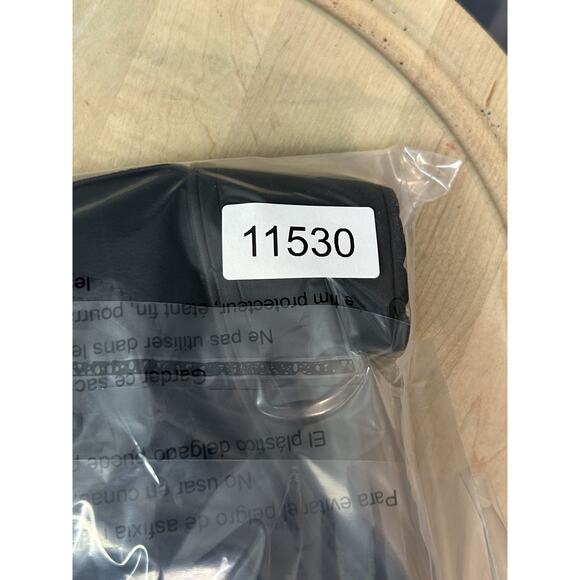 11530
Para evitar el peligro de asfixia
No usar en cunas
El plástico delgado puede
Garder ce sac
Ne pas utiliser dans le
film protecteur, étant fin, pourr